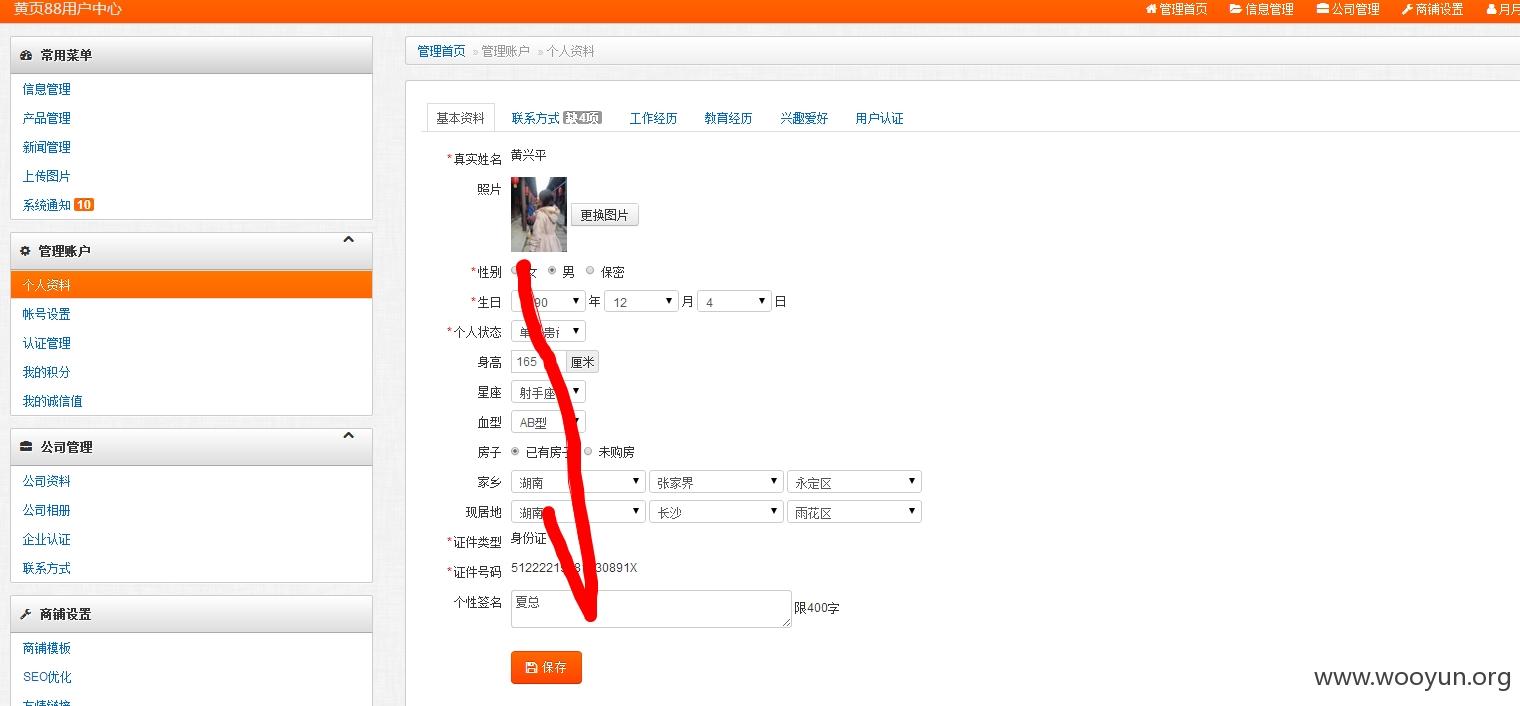 黄页88用户中心
管理首页 信息管理 公司管理 商铺设置 月月
常用菜单
信息管理
产品管理
新闻管理
上传图片
系统通知 10
管理账户
个人资料
帐号设置
认证管理
我的积分
我的诚信值
公司管理
公司资料
公司相册
企业认证
联系方式
商铺设置
商铺模板
SEO优化
友情链接
管理首页 » 管理账户 » 个人资料
基本资料 联系方式 缺4项 工作经历 教育经历 兴趣爱好 用户认证
*真实姓名 黄兴平
照片 更换图片
*性别 女 男 保密
*生日 90 年 12 月 4 日
*个人状态 单 贵
身高 165 厘米
星座 射手座
血型 AB型
房子 已有房子 未购房
家乡 湖南 张家界 永定区
现居地 湖南 长沙 雨花区
*证件类型 身份证
*证件号码
个性签名 夏总 限400字
保存
www.wooyun.org